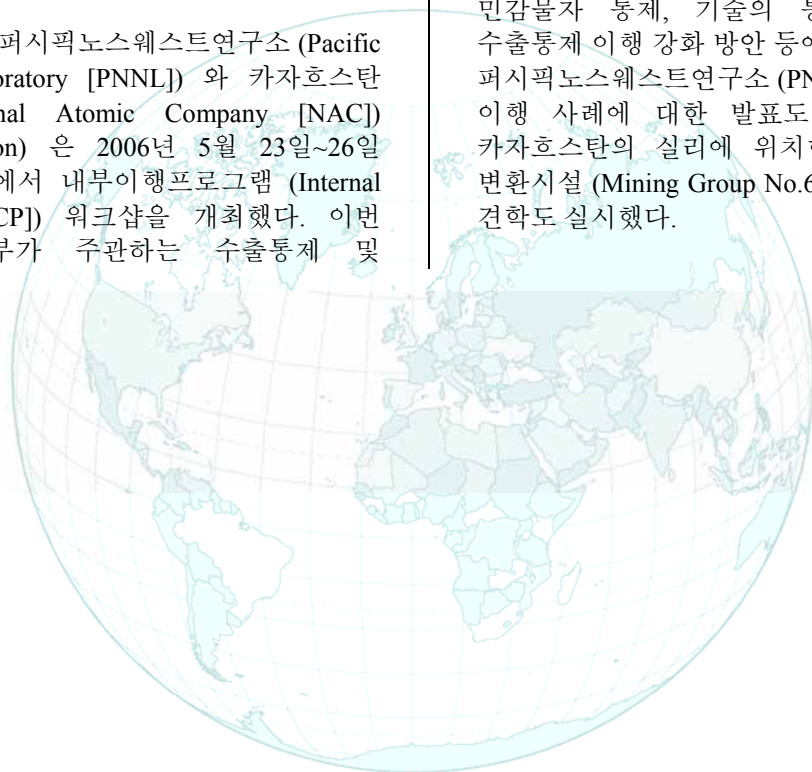 퍼시픽노스웨스트연구소 (Pacific
oratory [PNNL]) 와 카자흐스탄
nal Atomic Company [NAC])
on) 은 2006년 5월 23일~26일
에서 내부이행프로그램 (Internal
CP]) 워크샵을 개최했다. 이번
부가 주관하는 수출통제 및
민감물자 통제, 기술의
수출통제 이행 강화 방안 등에
퍼시픽노스웨스트연구소 (PN
이행 사례에 대한 발표도
카자흐스탄의 실리에 위치
변환시설 (Mining Group No.6
견학도 실시했다.